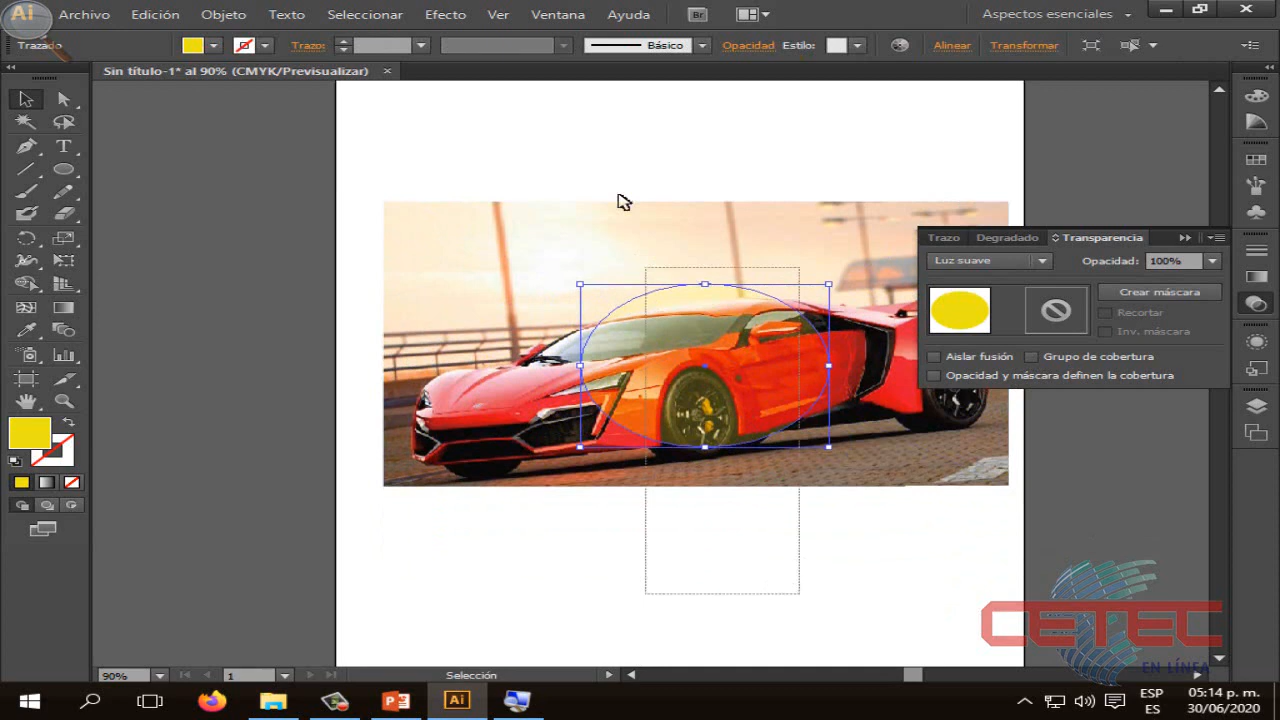 Ai Archivo Edición Objeto Texto Seleccionar Efecto Ver Ventana Ayuda Br Aspectos esenciales
Trazado Trazo: Básico Opacidad Estilo: Alinear Transformar
Sin título-1* al 90% (CMYK/Previsualizar)
Trazo Degradado Transparencia
Luz suave Opacidad: 100%
Crear máscara
Recortar
Inv. máscara
Aislar fusión Grupo de cobertura
Opacidad y máscara definen la cobertura
CETEC
EN LÍNEA
90% 1 Selección
Ai ESP 05:14 p. m.
ES 30/06/2020